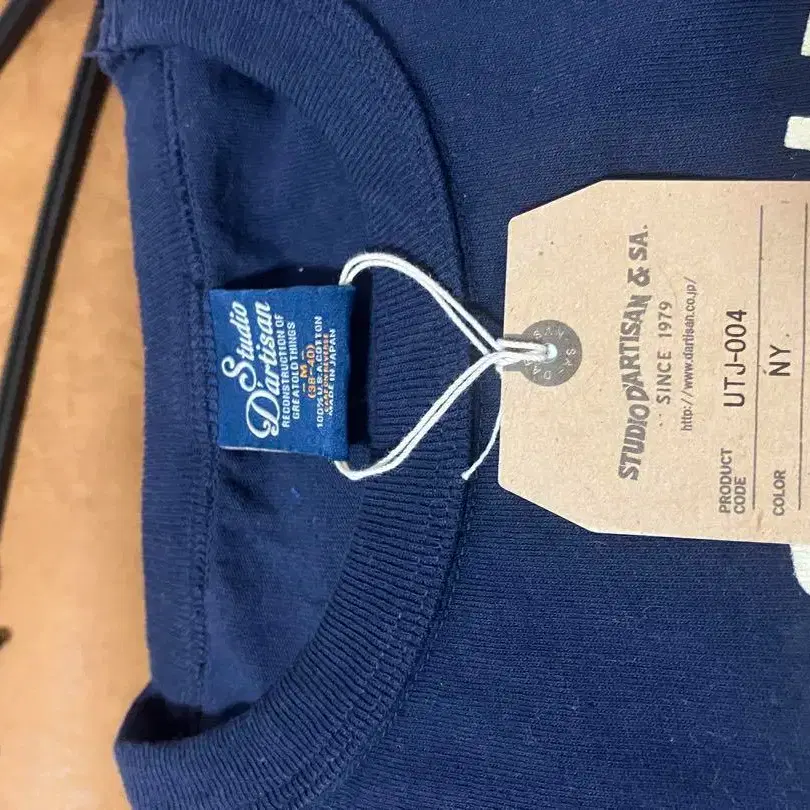 Studio
D'artisan
RECONSTRUCTION OF
GREAT OLD THINGS
- M -
(38-40)
100% U.S.A. COTTON
MADE IN JAPAN
STUDIO D'ARTISAN & SA.
SINCE 1979
http://www.dartisan.co.jp/
PRODUCT
CODE
UTJ-004
COLOR
NY